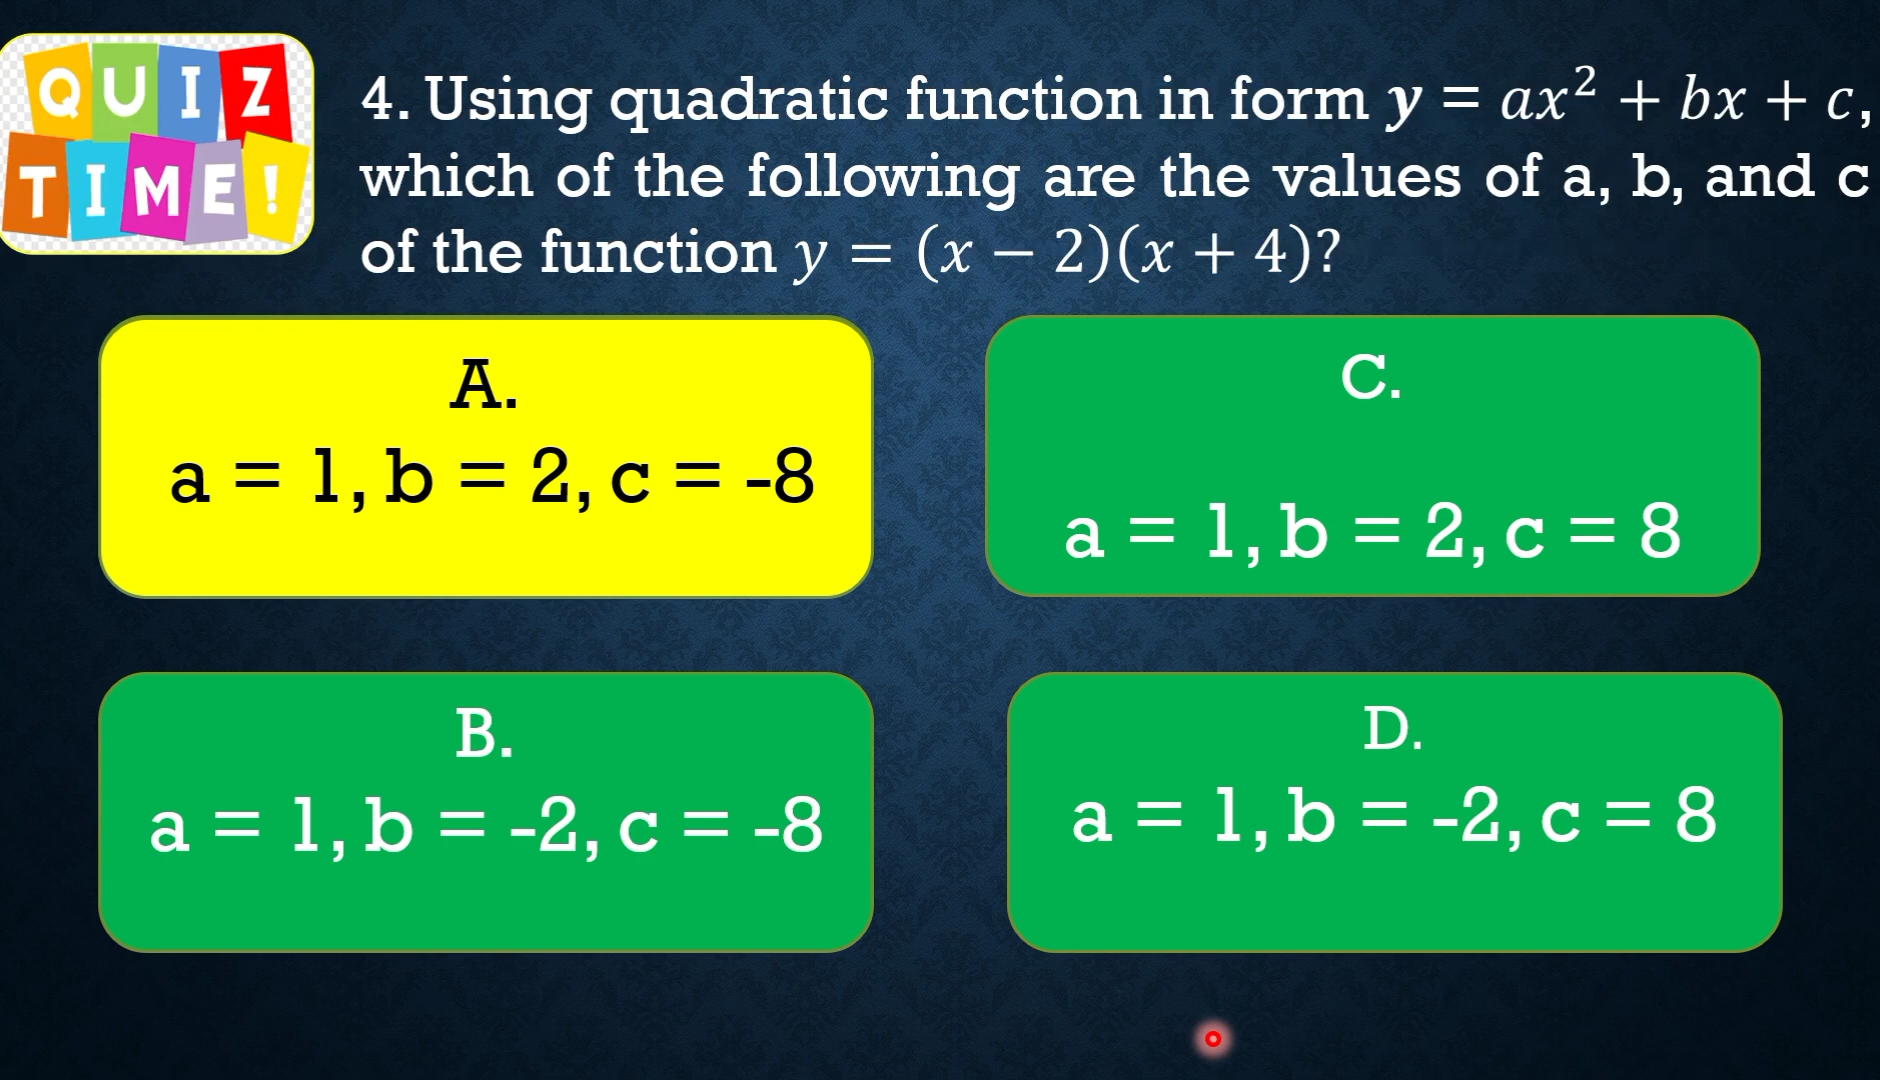 QUIZ
TIME!
4. Using quadratic function in form y = ax² + bx + c,
which of the following are the values of a, b, and c
of the function y = (x − 2)(x + 4)?
A.
a = 1, b = 2, c = -8
C.
a = 1, b = 2, c = 8
B.
a = 1, b = -2, c = -8
D.
a = 1, b = -2, c = 8